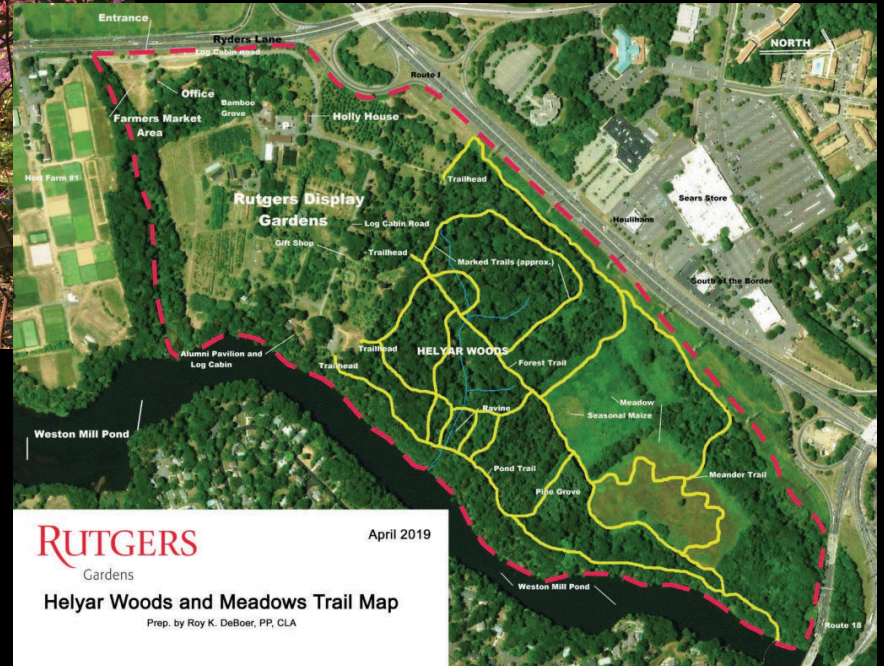 Entrance
Ryders Lane
Log Cabin Road
Route I
NORTH
Office
Bamboo
Grove
Farmers Market
Area
P
Holly House
Hort Farm #1
Trailhead
Rutgers Display
Gardens
Log Cabin Road
Gift Shop
Trailhead
Marked Trails (approx.)
Sears Store
Houlihans
South of the Border
Alumni Pavilion and
Log Cabin
Trailhead
Trailhead
HELYAR WOODS
Forest Trail
Meadow
Seasonal Maize
Ravine
Weston Mill Pond
Pond Trail
Pine Grove
Meander Trail
Weston Mill Pond
Route 18
RUTGERS
Gardens
April 2019
Helyar Woods and Meadows Trail Map
Prep. by Roy K. DeBoer, PP, CLA